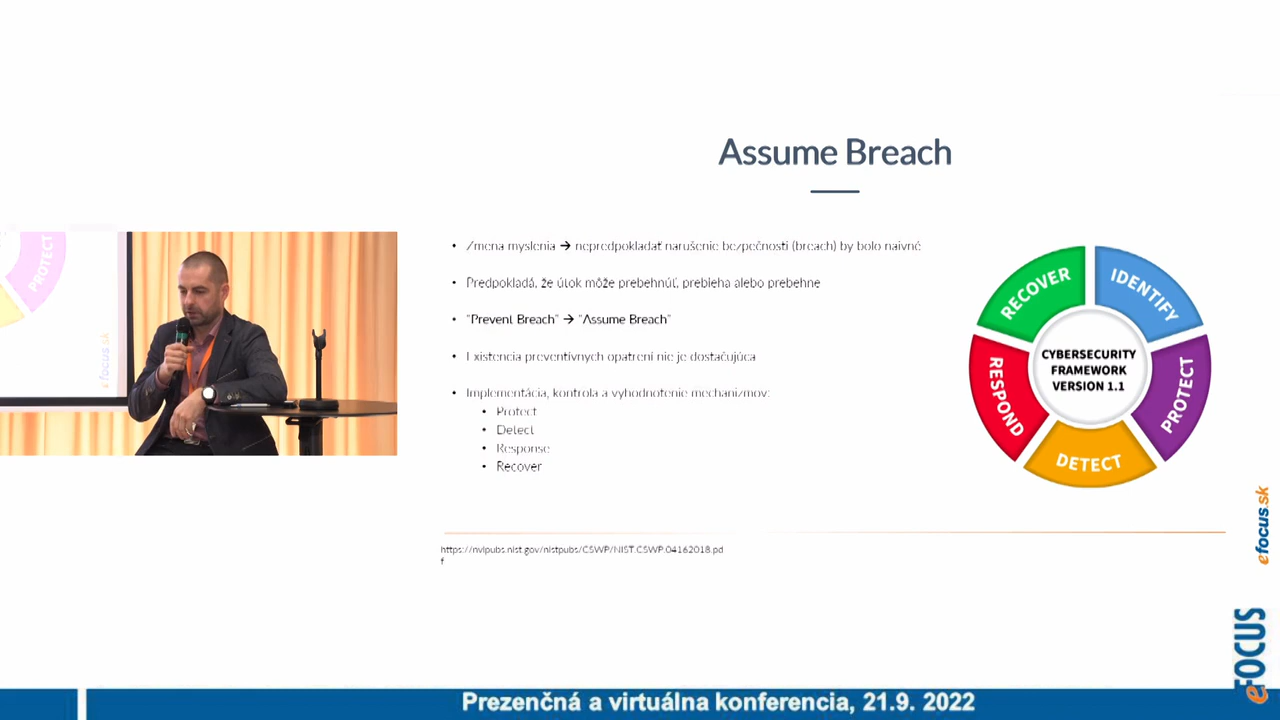 Assume Breach
• Zmena myslenia → nepredpokladať narušenie bezpečnosti (breach) by bolo naivné
• Predpokladá, že útok môže prebehnúť, prebieha alebo prebehne
• "Prevent Breach" → "Assume Breach"
• Existencia preventívnych opatrení nie je dostačujúca
• Implementácia, kontrola a vyhodnotenie mechanizmov:
• Protect
• Detect
• Response
• Recover
RECOVER
IDENTIFY
PROTECT
DETECT
RESPOND
CYBERSECURITY
FRAMEWORK
VERSION 1.1
PROTECT
efocus.sk
https://nvlpubs.nist.gov/nistpubs/CSWP/NIST.CSWP.04162018.pd
f
efocus.sk
eFOCUS
Prezenčná a virtuálna konferencia, 21.9. 2022